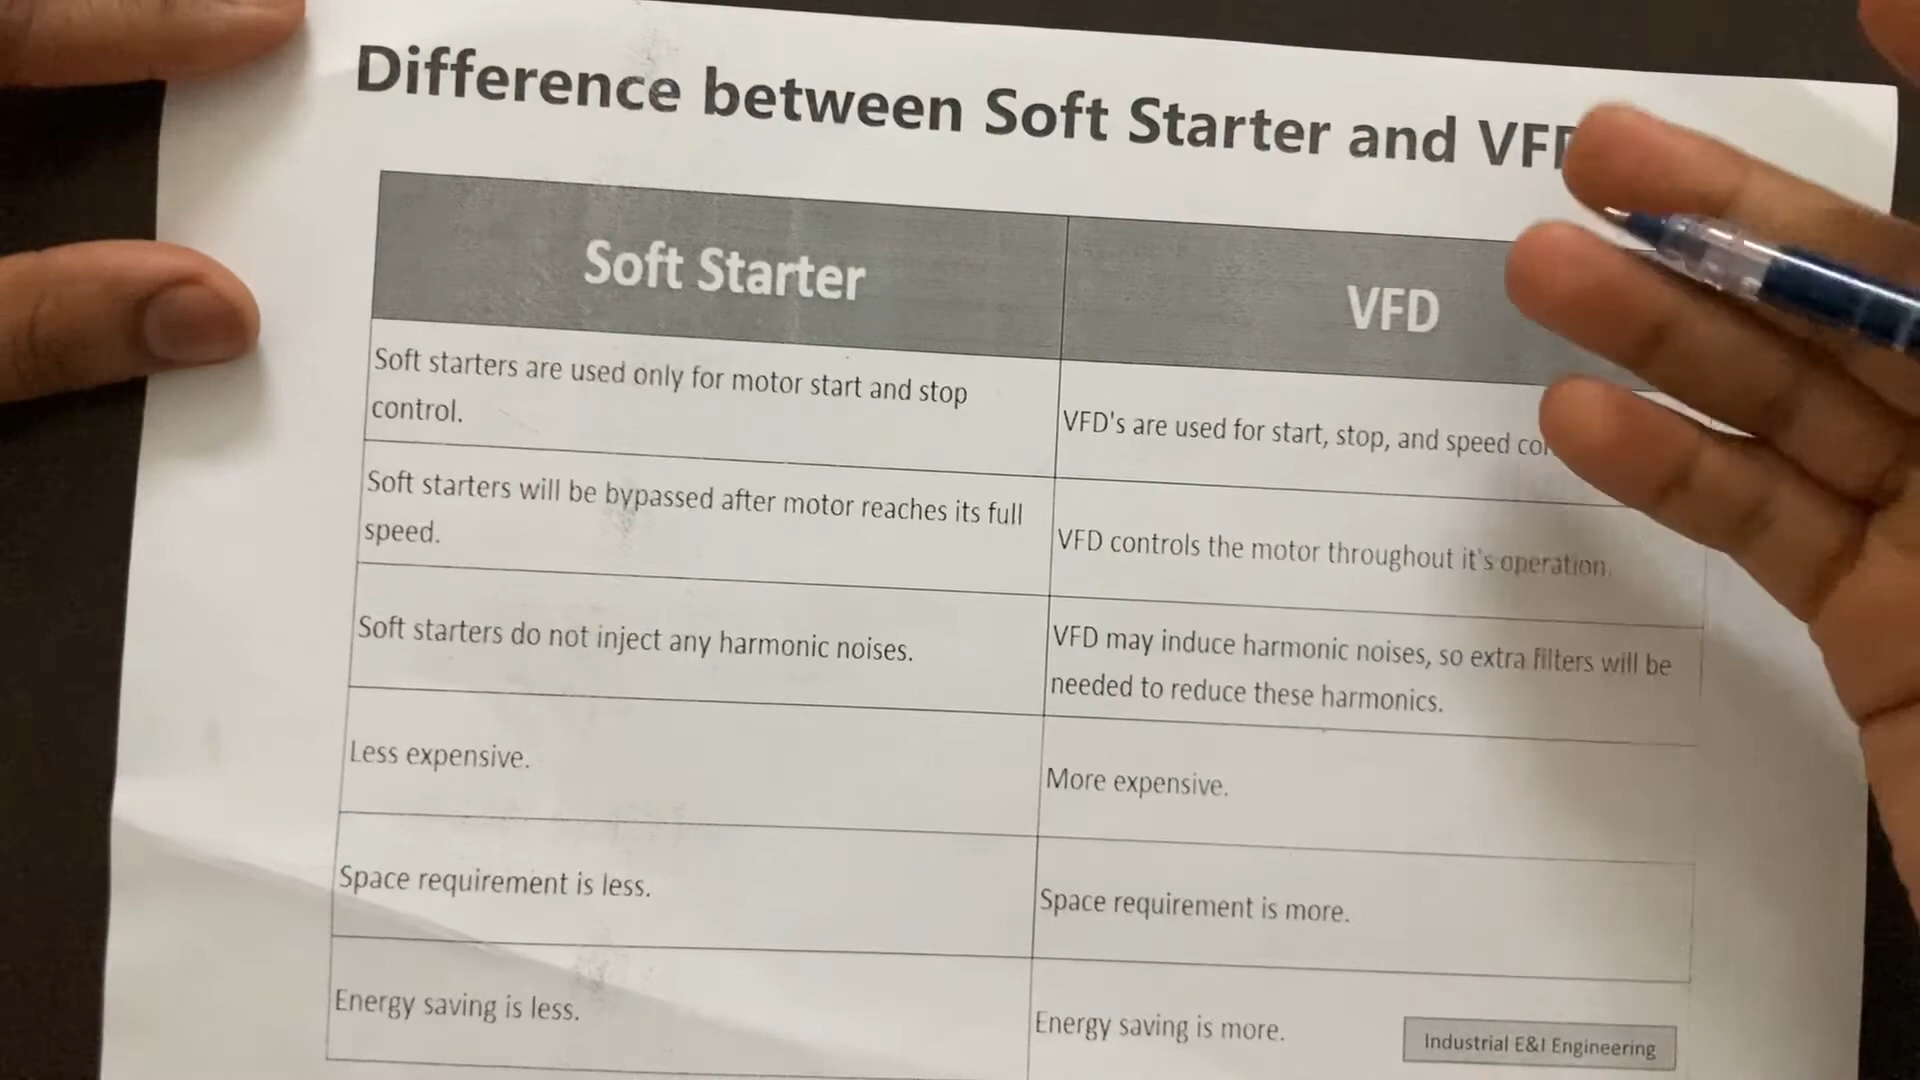 Difference between Soft Starter and
Soft Starter
VFD
Soft starters are used only for motor start and stop
control.
VFD's are used for start, stop, and speed
Soft starters will be bypassed after motor reaches its full
speed.
VFD controls the motor throughout it's operation.
Soft starters do not inject any harmonic noises.
VFD may induce harmonic noises, so extra filters will be
needed to reduce these harmonics.
Less expensive.
More expensive.
Space requirement is less.
Space requirement is more.
Energy saving is less.
Energy saving is more.
Industrial E&I Engineering